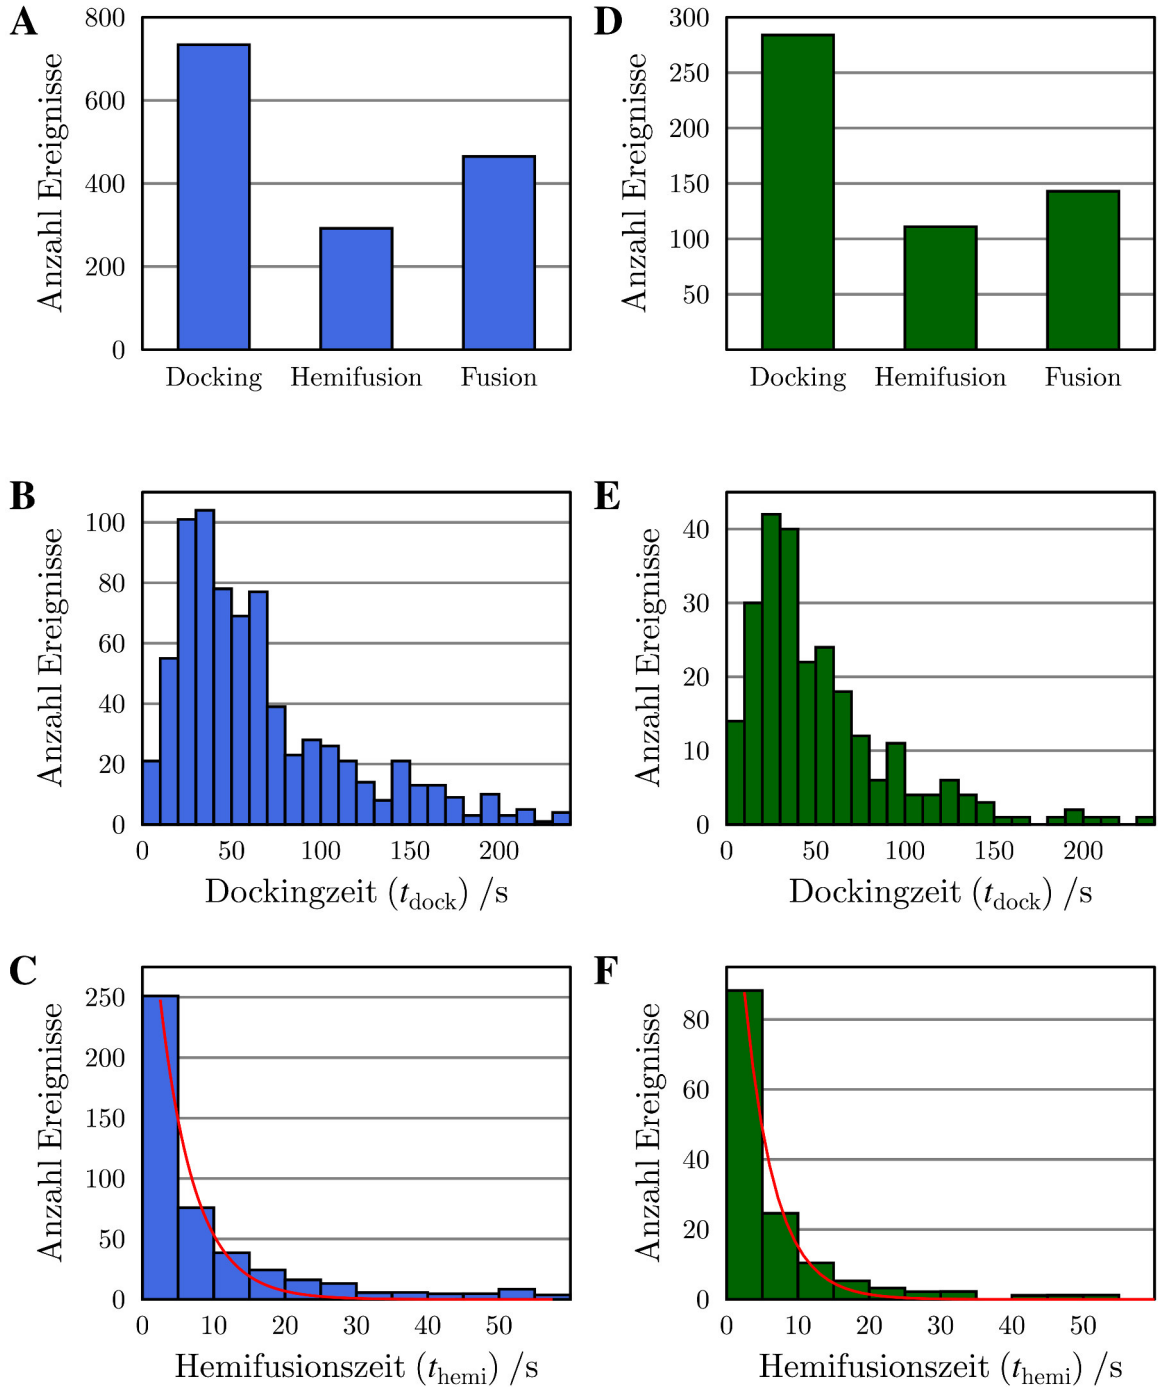 A
Anzahl Ereignisse
800
600
400
200
0
Docking Hemifusion Fusion
D
Anzahl Ereignisse
300
250
200
150
100
50
Docking Hemifusion Fusion
B
Anzahl Ereignisse
100
80
60
40
20
0
0 50 100 150 200
Dockingzeit (t_dock) /s
E
Anzahl Ereignisse
40
30
20
10
0
0 50 100 150 200
Dockingzeit (t_dock) /s
C
Anzahl Ereignisse
250
200
150
100
50
0
0 10 20 30 40 50
Hemifusionszeit (t_hemi) /s
F
Anzahl Ereignisse
80
60
40
20
0
0 10 20 30 40 50
Hemifusionszeit (t_hemi) /s